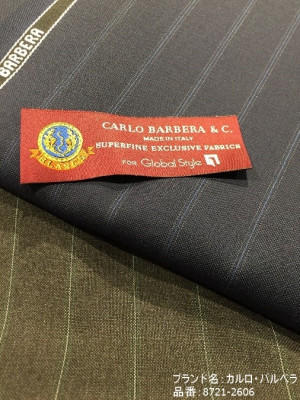 BARBERA
CARLO BARBERA & C.
MADE IN ITALY
SUPERFINE EXCLUSIVE FABRICS
FOR Global Style
ブランド名:カルロ・バルベラ
品番:8721-2606